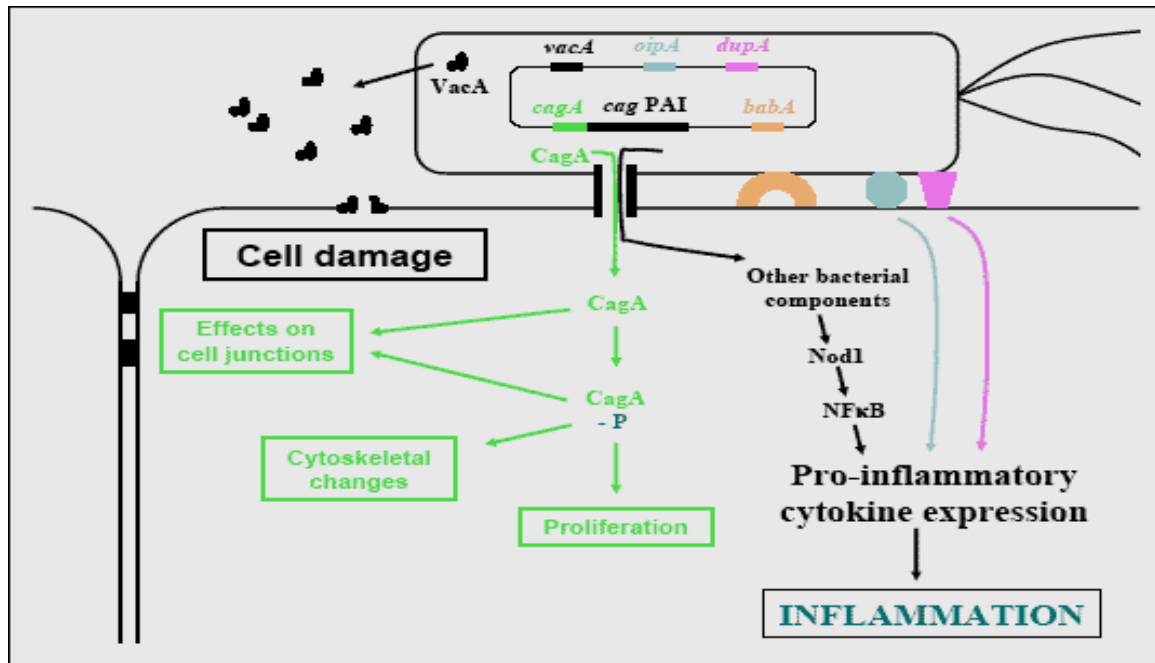 vacA oipA dupA
VacA
cagA cag PAI babA
CagA
Cell damage
Other bacterial
components
CagA
Effects on
cell junctions
Nod1
CagA
- P
NFκB
Cytoskeletal
changes
Pro-inflammatory
cytokine expression
Proliferation
INFLAMMATION